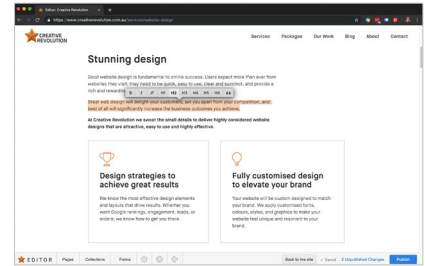 Editor: Creative Revolution
https://www.creativerevolution.com.au/services/website-design
CREATIVE
REVOLUTION
Services Packages Our Work Blog About Contact
Stunning design
Good website design is fundamental to online success. Users expect more than ever from
websites they visit; they need to be quick, easy to use, clear and succinct, and provide a
rich and rewarding
B I H1 H2 H3 H4 H5 H6
Great web design will delight your customers, set you apart from your competition, and
best of all will significantly increase the business outcomes you achieve.
At Creative Revolution we sweat the small details to deliver highly considered website
designs that are attractive, easy to use and highly effective.
Design strategies to
achieve great results
We know the most effective design elements
and layouts that drive results. Whether you
want Google rankings, engagement, leads, or
orders; we know how to get you there.
Fully customised design
to elevate your brand
Your website will be custom designed to match
your brand. We apply customised fonts,
colours, styles, and graphics to make your
website feel unique and resonant to your
brand.
EDITOR Pages Collections Forms Back to live site Saved 2 Unpublished Changes Publish